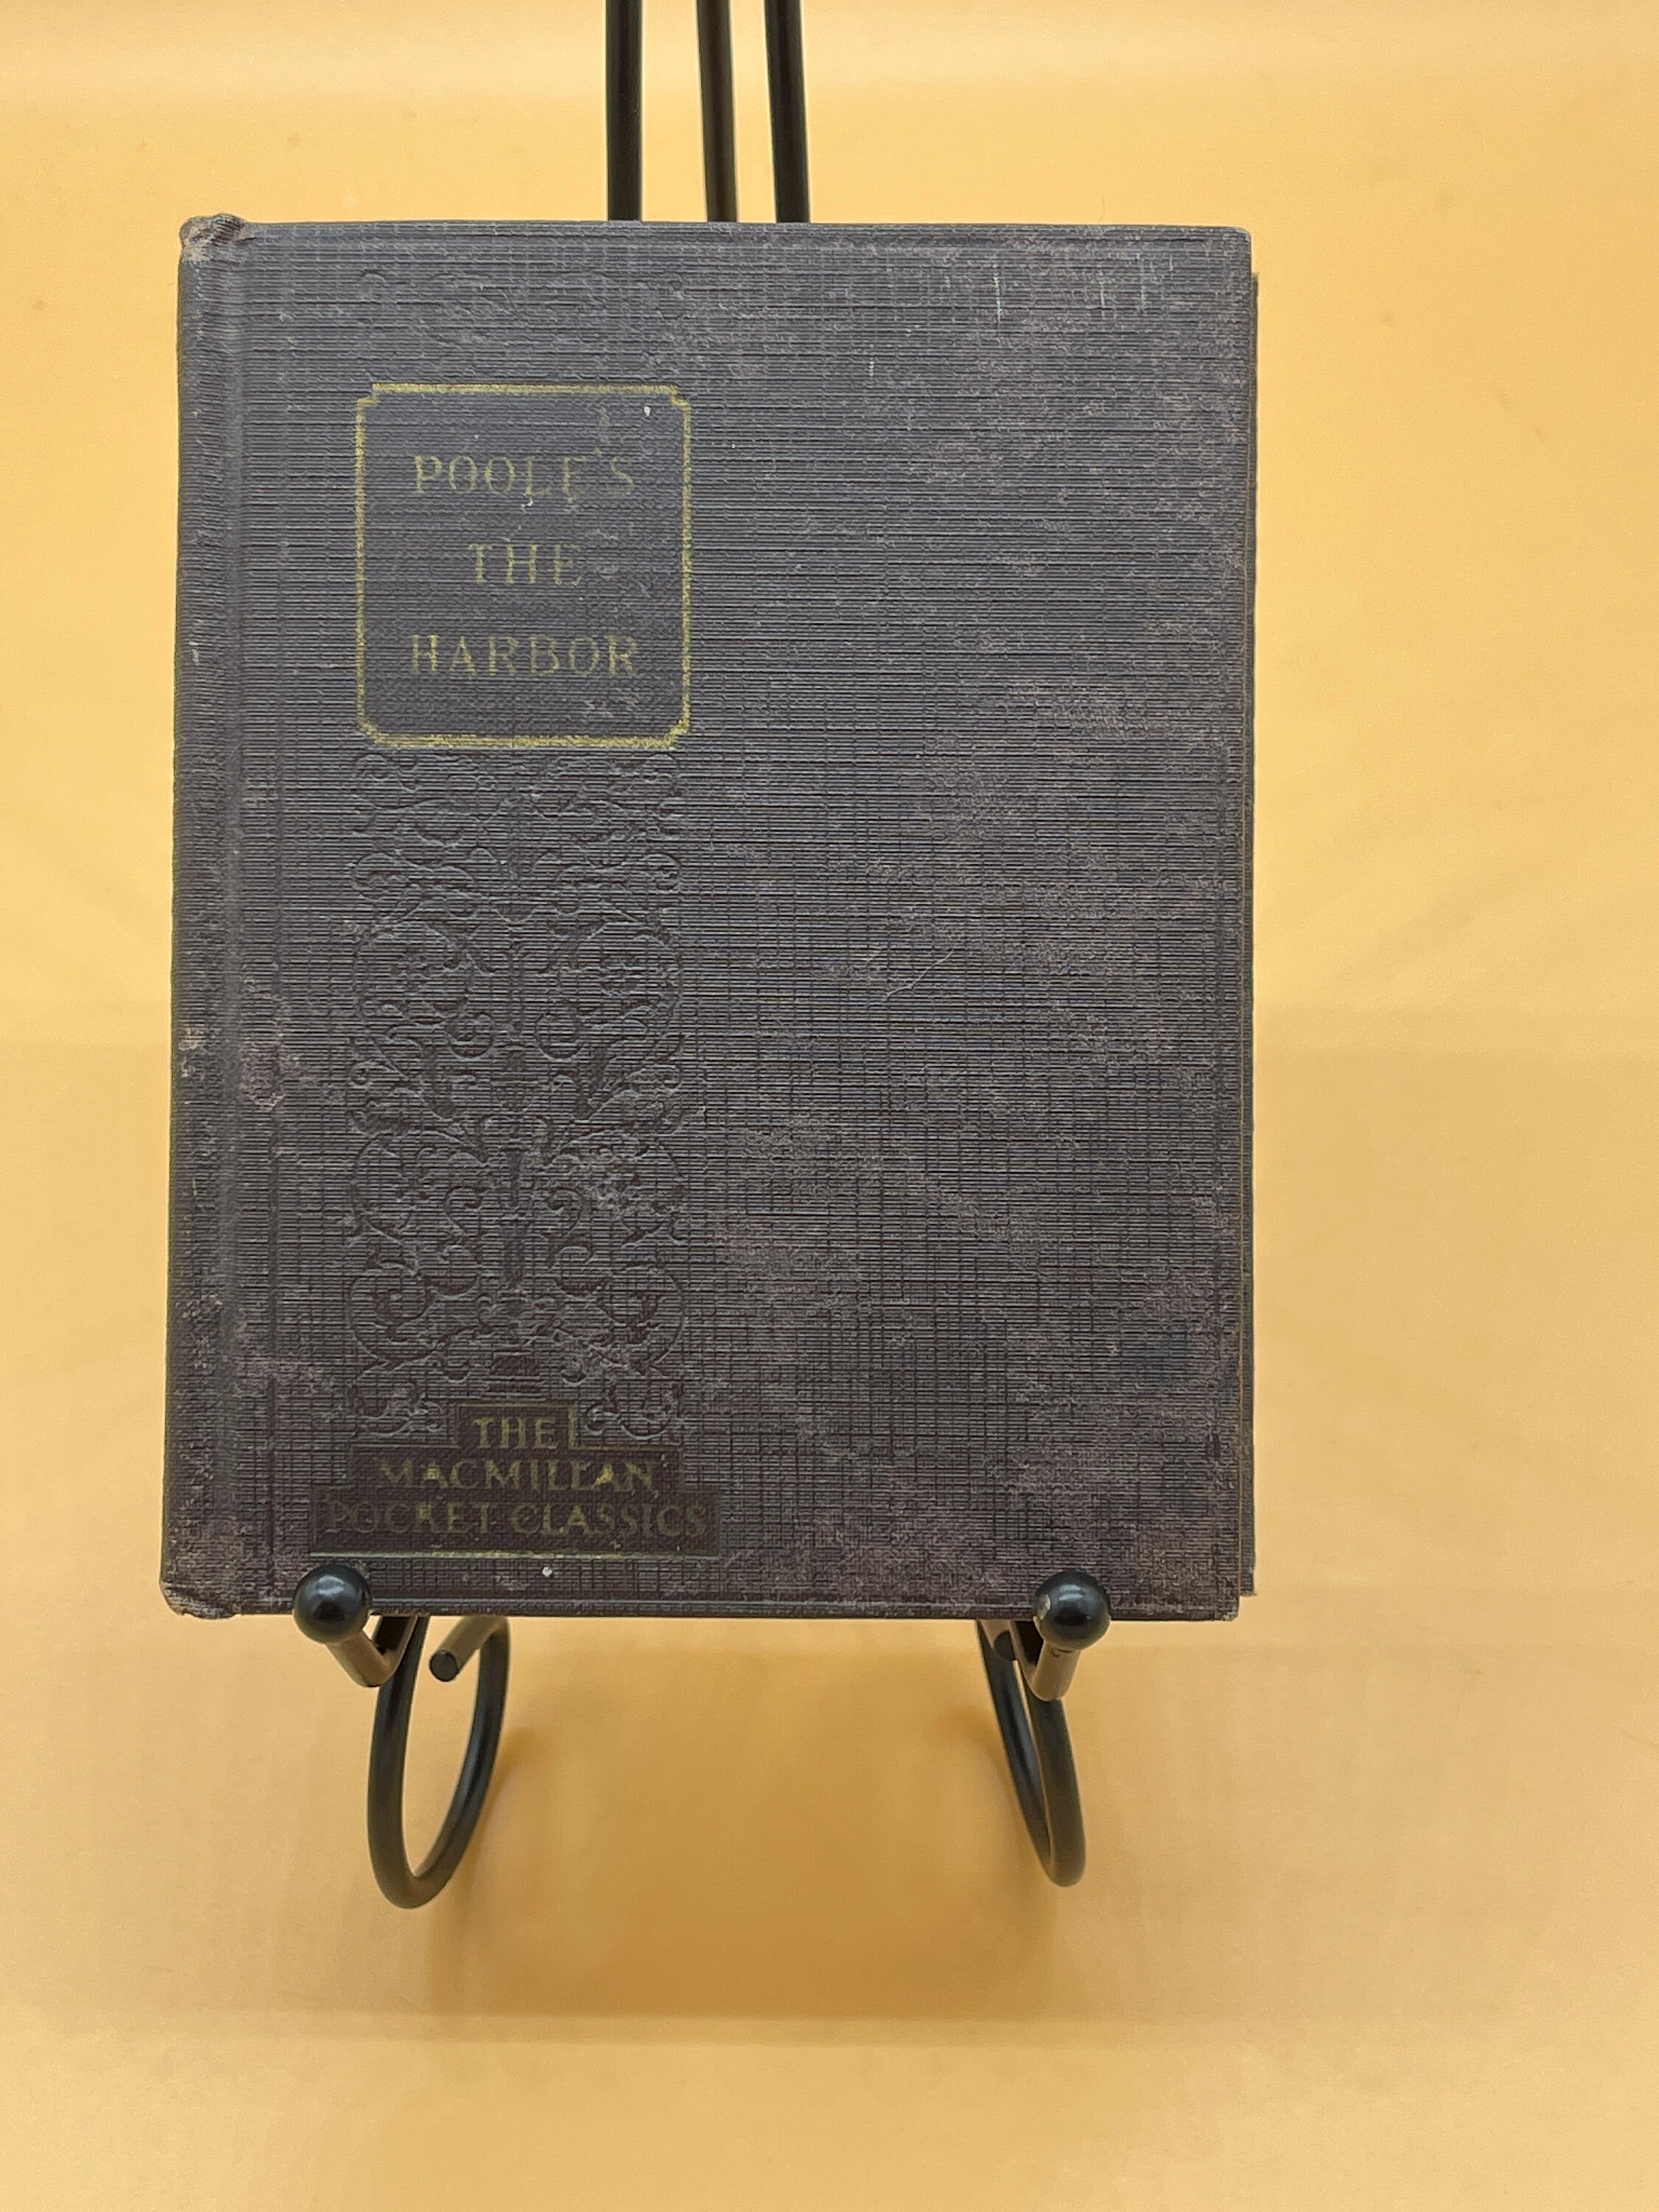 POOLE'S
THE
HARBOR
THE
MACMILLAN
POCKET CLASSICS